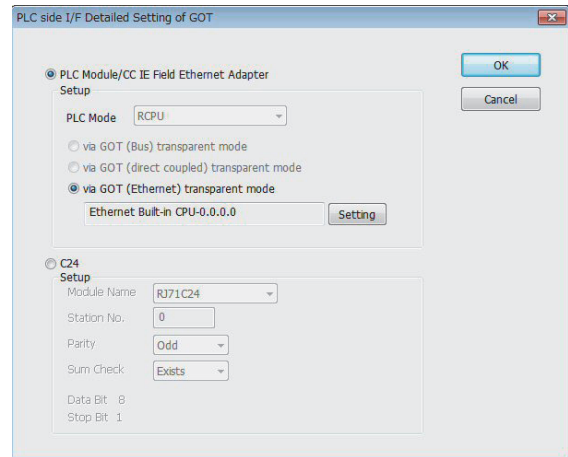 PLC side I/F Detailed Setting of GOT
PLC Module/CC IE Field Ethernet Adapter
Setup
PLC Mode RCPU
via GOT (Bus) transparent mode
via GOT (direct coupled) transparent mode
via GOT (Ethernet) transparent mode
Ethernet Built-in CPU-0.0.0.0 Setting
OK
Cancel
C24
Setup
Module Name RJ71C24
Station No. 0
Parity Odd
Sum Check Exists
Data Bit 8
Stop Bit 1